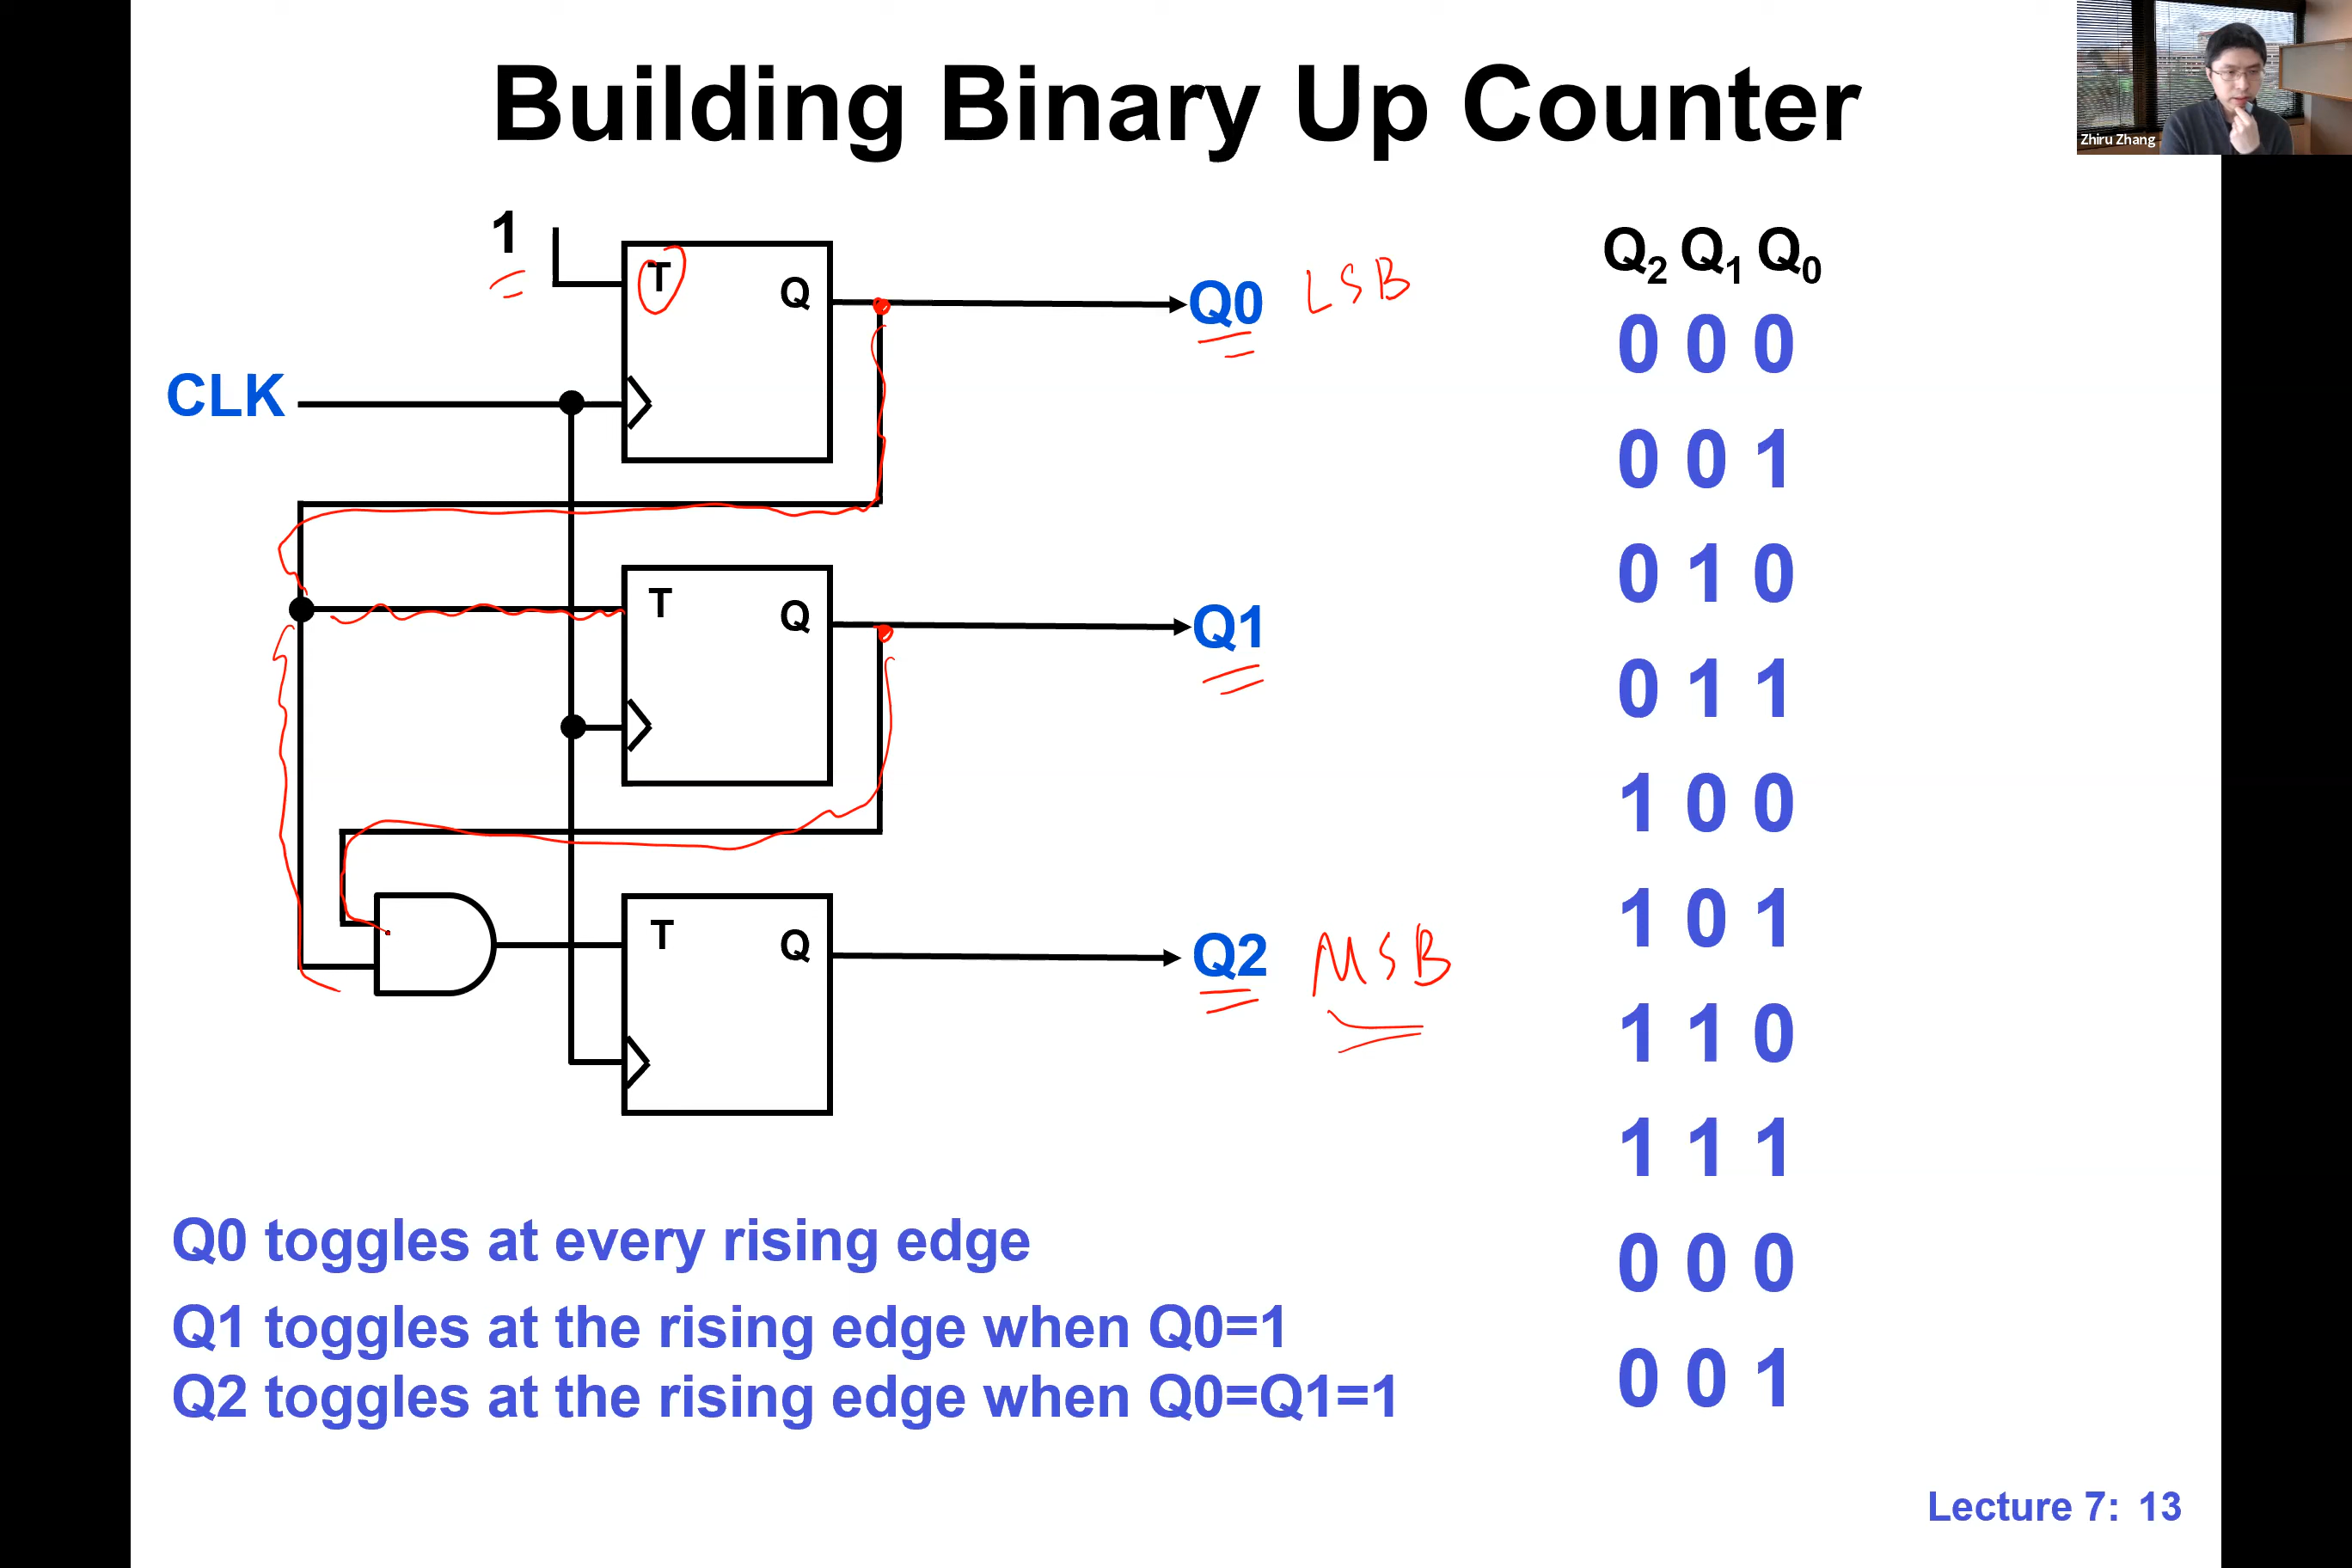 Building Binary Up Counter
Zhiru Zhang
1
T
Q
Q0
LSB
CLK
T
Q
Q1
T
Q
Q2
MSB
Q2 Q1 Q0
0 0 0
0 0 1
0 1 0
0 1 1
1 0 0
1 0 1
1 1 0
1 1 1
0 0 0
0 0 1
Q0 toggles at every rising edge
Q1 toggles at the rising edge when Q0=1
Q2 toggles at the rising edge when Q0=Q1=1
Lecture 7: 13